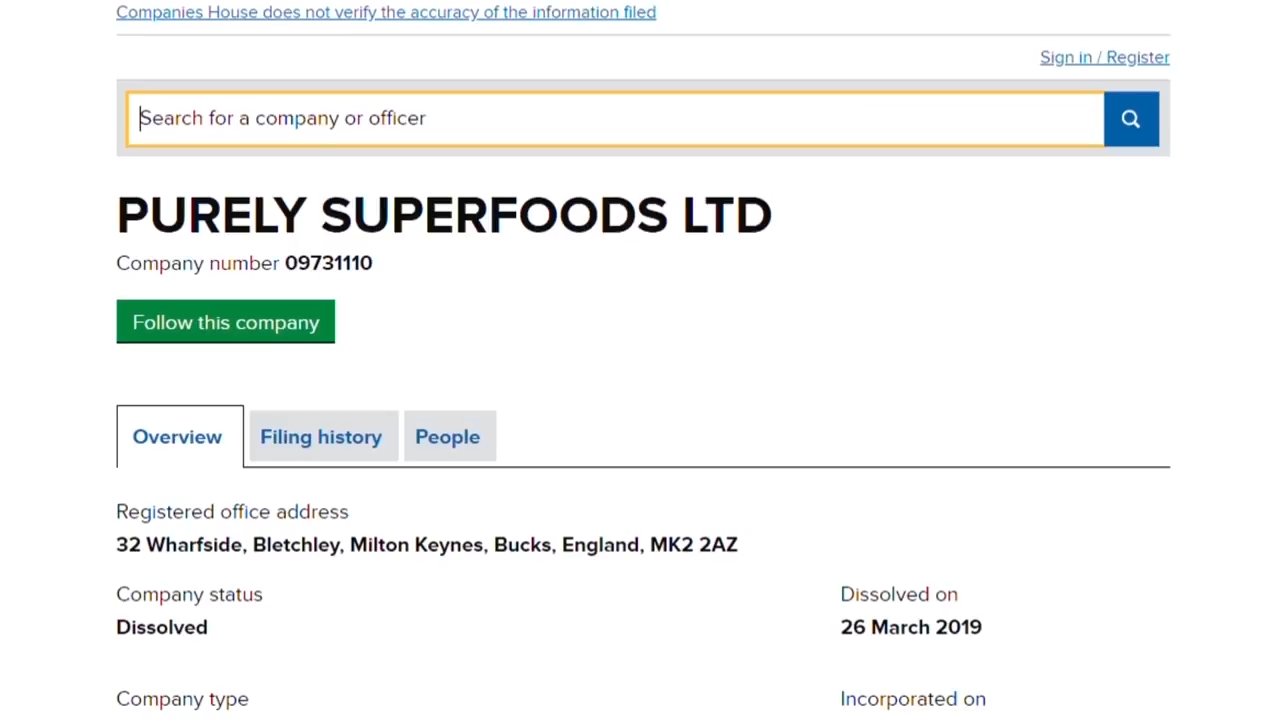 Companies House does not verify the accuracy of the information filed
Sign in / Register
Search for a company or officer
PURELY SUPERFOODS LTD
Company number 09731110
Follow this company
Overview Filing history People
Registered office address
32 Wharfside, Bletchley, Milton Keynes, Bucks, England, MK2 2AZ
Company status Dissolved on
Dissolved 26 March 2019
Company type Incorporated on